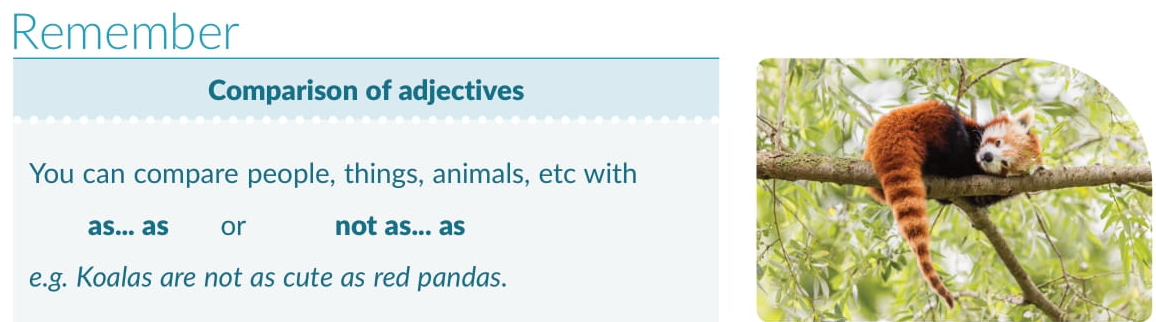 Remember
Comparison of adjectives
You can compare people, things, animals, etc with
as... as or not as... as
e.g. Koalas are not as cute as red pandas.